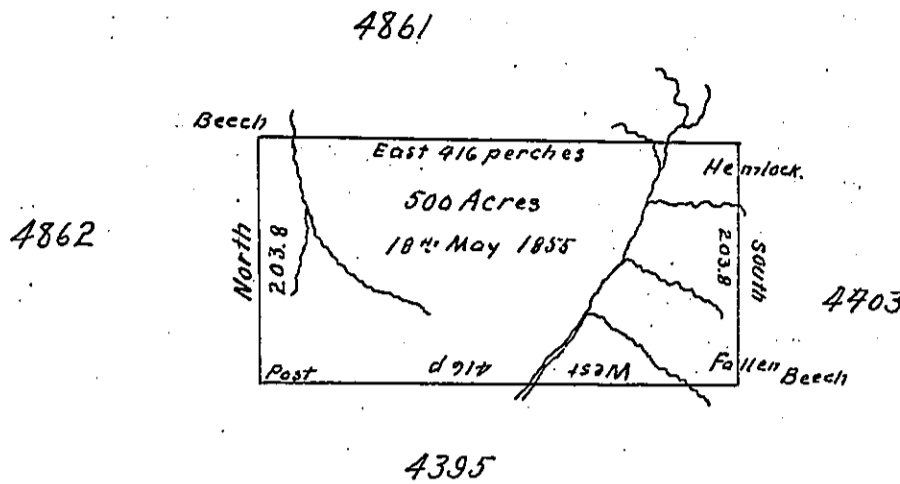 4861
Beech
East 416 perches
Hemlock.
500 Acres
18th May 1855
4862
North
203.8
203.8
South
4403
Post
416 p
West
Fallen Beech
4395